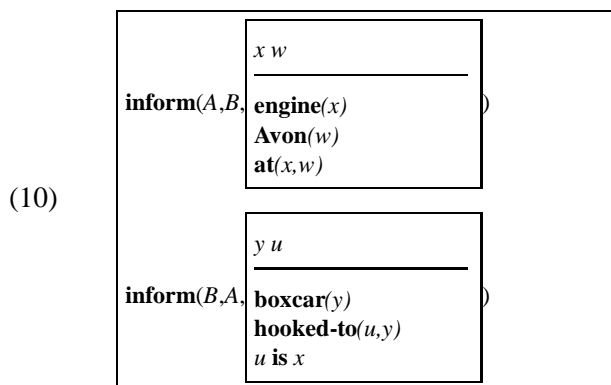 x w
inform(A,B, engine(x) )
Avon(w)
at(x,w)
(10)
y u
inform(B,A, boxcar(y) )
hooked-to(u,y)
u is x